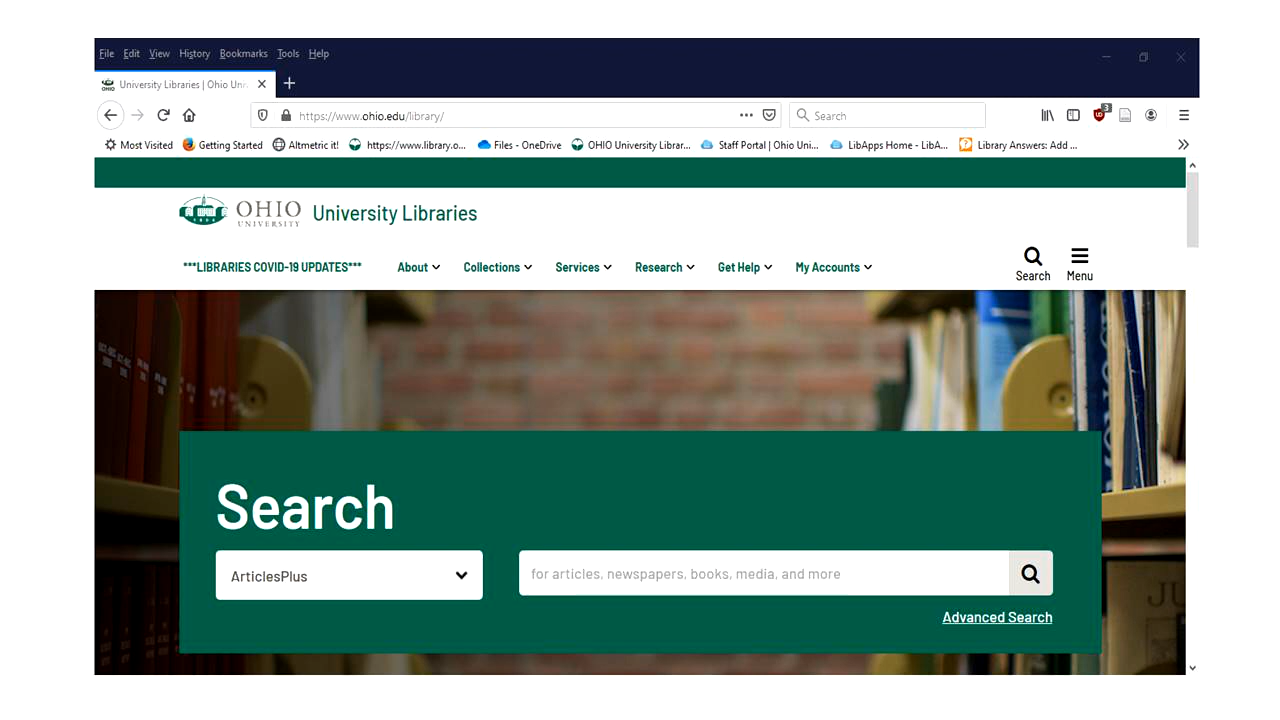 File Edit View History Bookmarks Tools Help
University Libraries | Ohio Uni
https://www.ohio.edu/library/ Search 3
Most Visited Getting Started Altmetric it! https://www.library.o... Files - OneDrive OHIO University Librar... Staff Portal | Ohio Uni... LibApps Home - LibA... Library Answers: Add ...
OHIO UNIVERSITY University Libraries
***LIBRARIES COVID-19 UPDATES*** About Collections Services Research Get Help My Accounts Search Menu
Search
ArticlesPlus for articles, newspapers, books, media, and more
Advanced Search